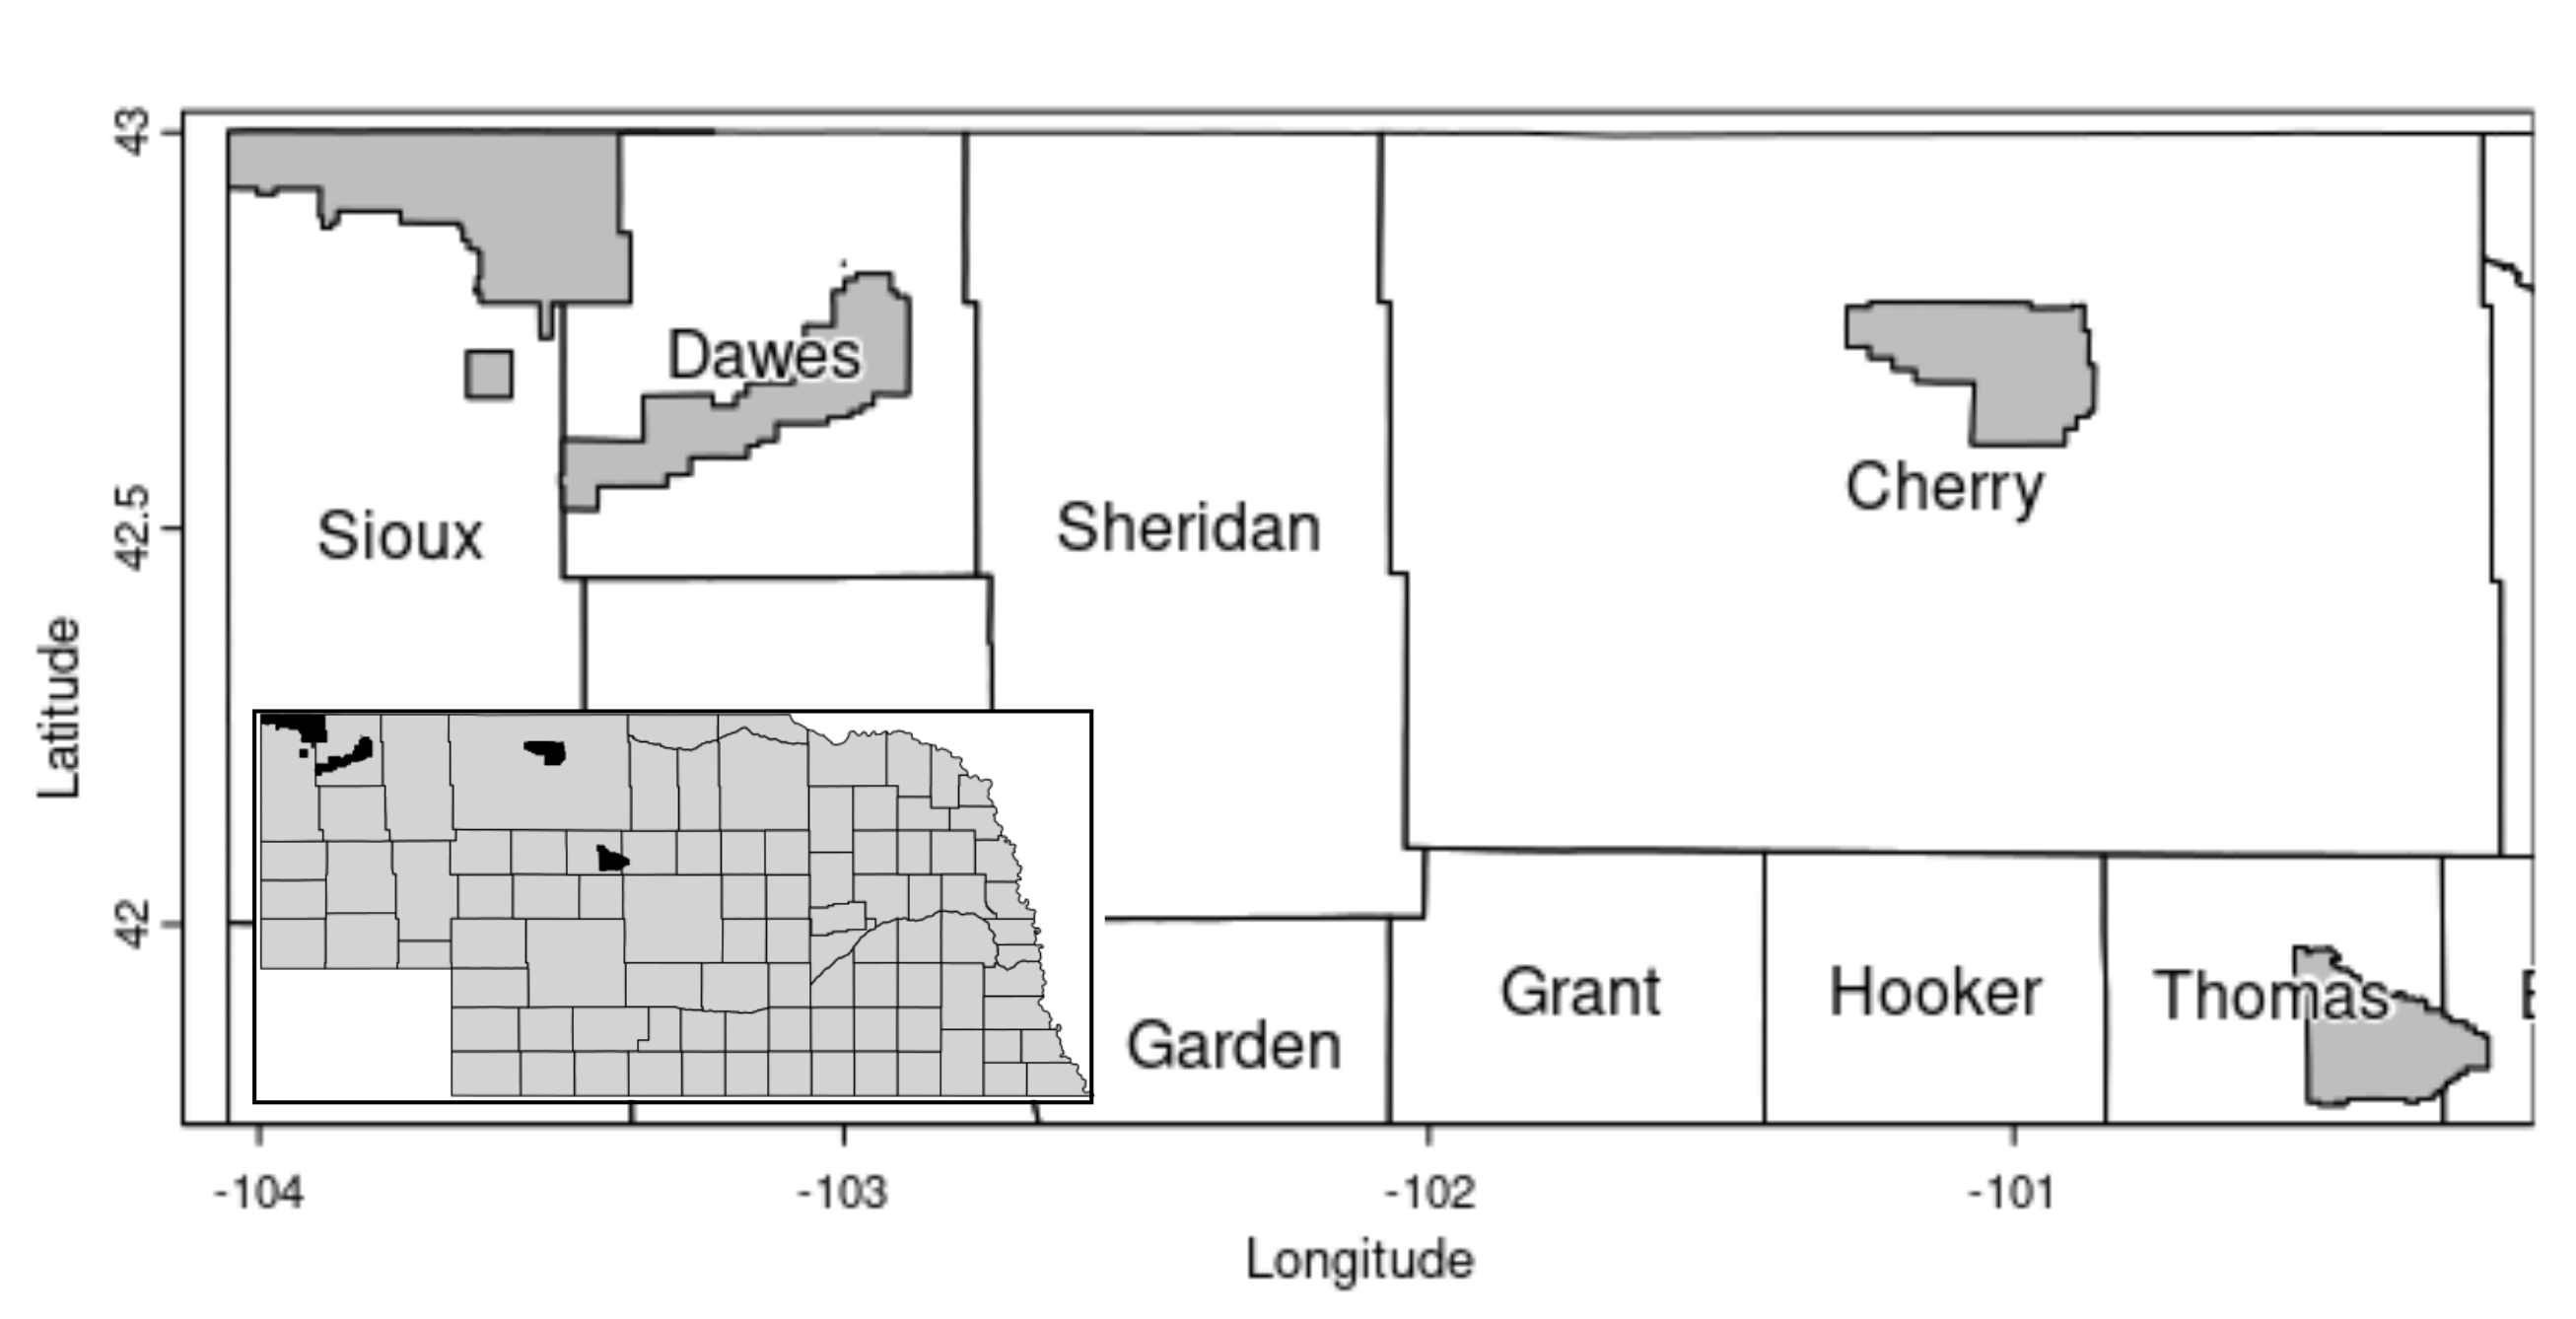 43
Dawes
Cherry
Sheridan
Sioux
42.5
Latitude
42
Grant
Hooker
Thomas
Garden
-104
-103
-102
-101
Longitude